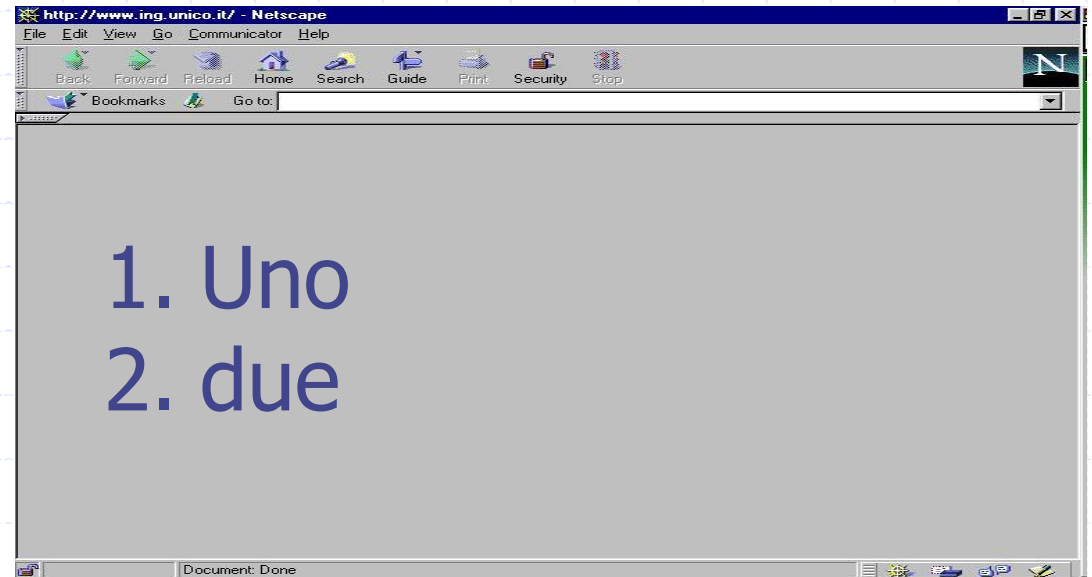 http://www.ing.unico.it/ - Netscape
File Edit View Go Communicator Help
Back Forward Reload Home Search Guide Print Security Stop
N
Bookmarks Go to:
1. Uno
2. due
Document: Done